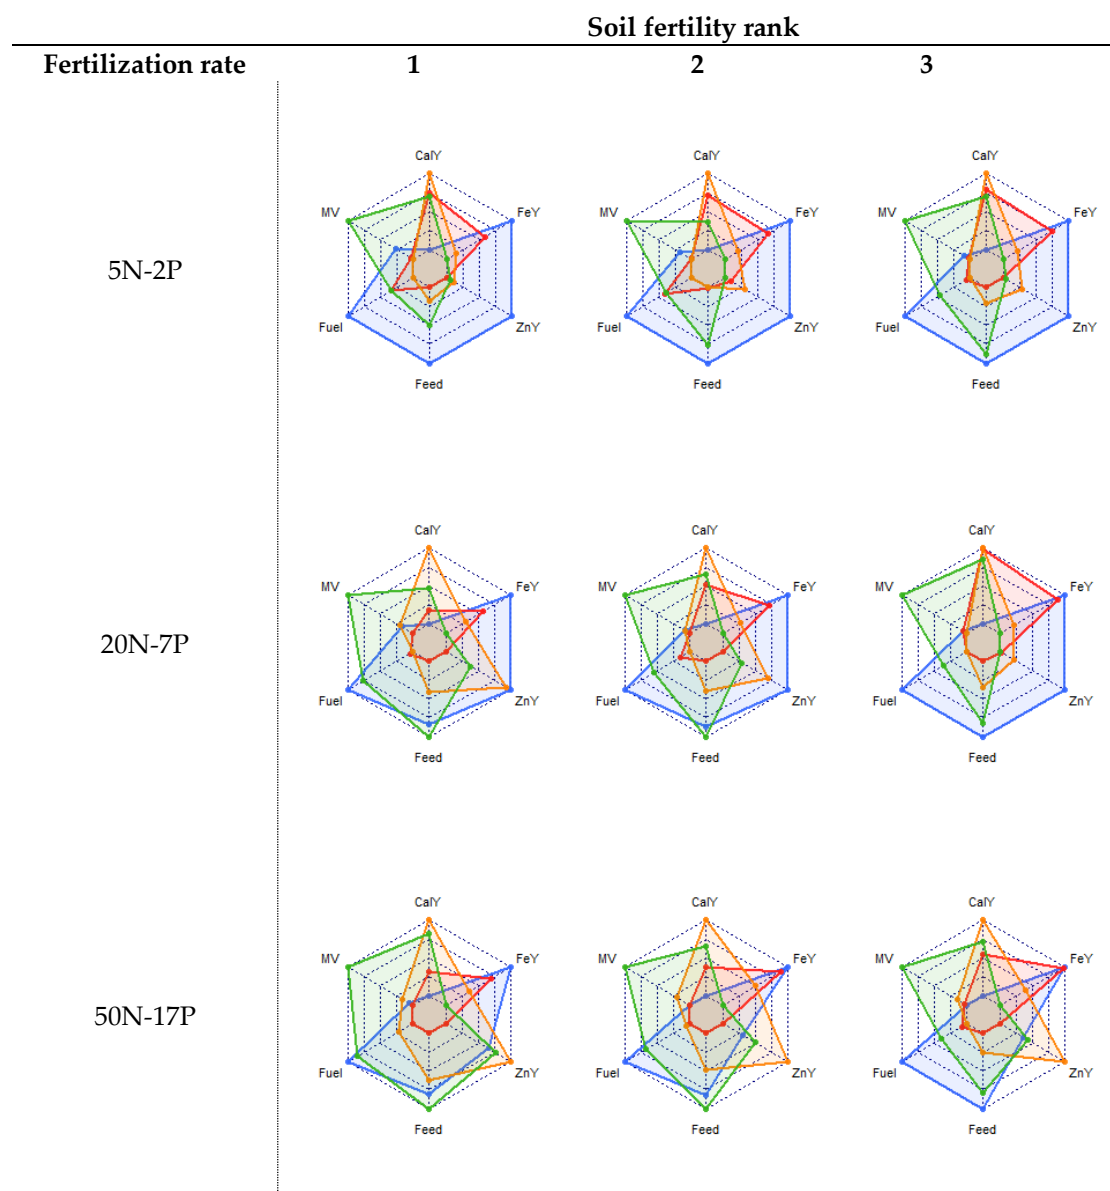 Soil fertility rank
Fertilization rate 1 2 3
CalY CalY CalY
MV FeY MV FeY MV FeY
5N-2P
Fuel ZnY Fuel ZnY Fuel ZnY
Feed Feed Feed
CalY CalY CalY
MV FeY MV FeY MV FeY
20N-7P
Fuel ZnY Fuel ZnY Fuel ZnY
Feed Feed Feed
CalY CalY CalY
MV FeY MV FeY MV FeY
50N-17P
Fuel ZnY Fuel ZnY Fuel ZnY
Feed Feed Feed